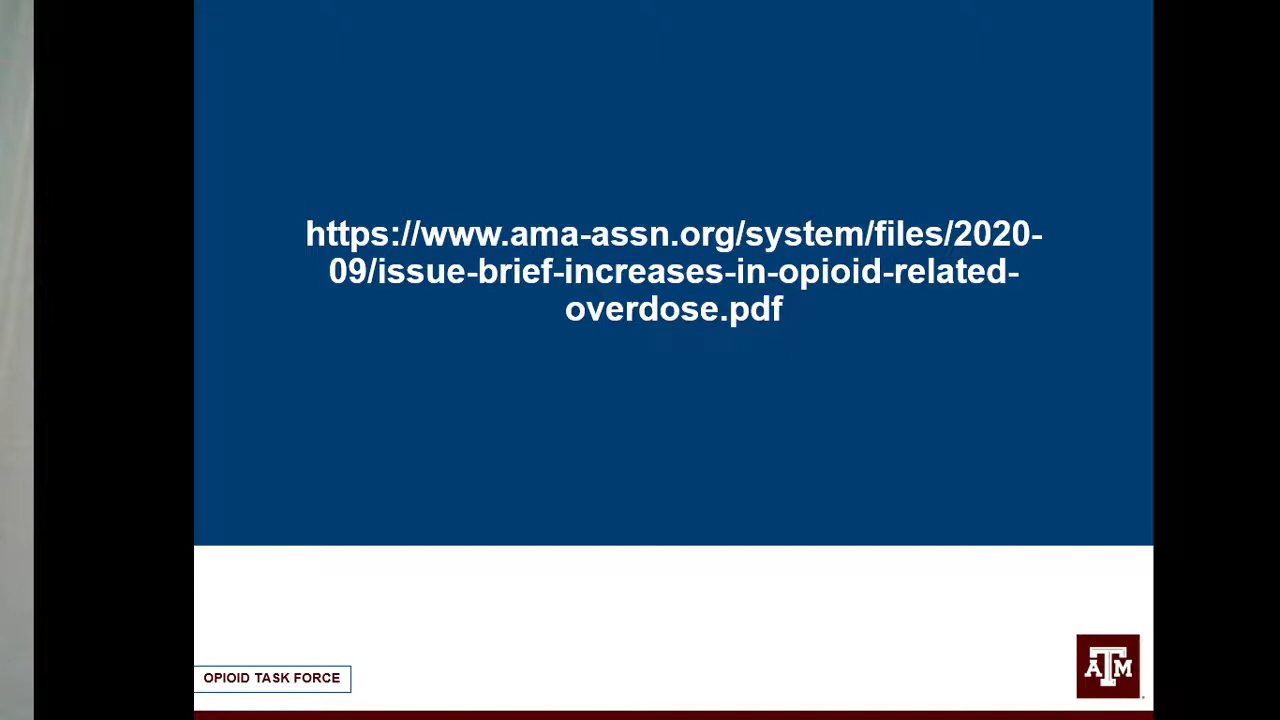 https://www.ama-assn.org/system/files/2020-
09/issue-brief-increases-in-opioid-related-
overdose.pdf
OPIOID TASK FORCE
ATM